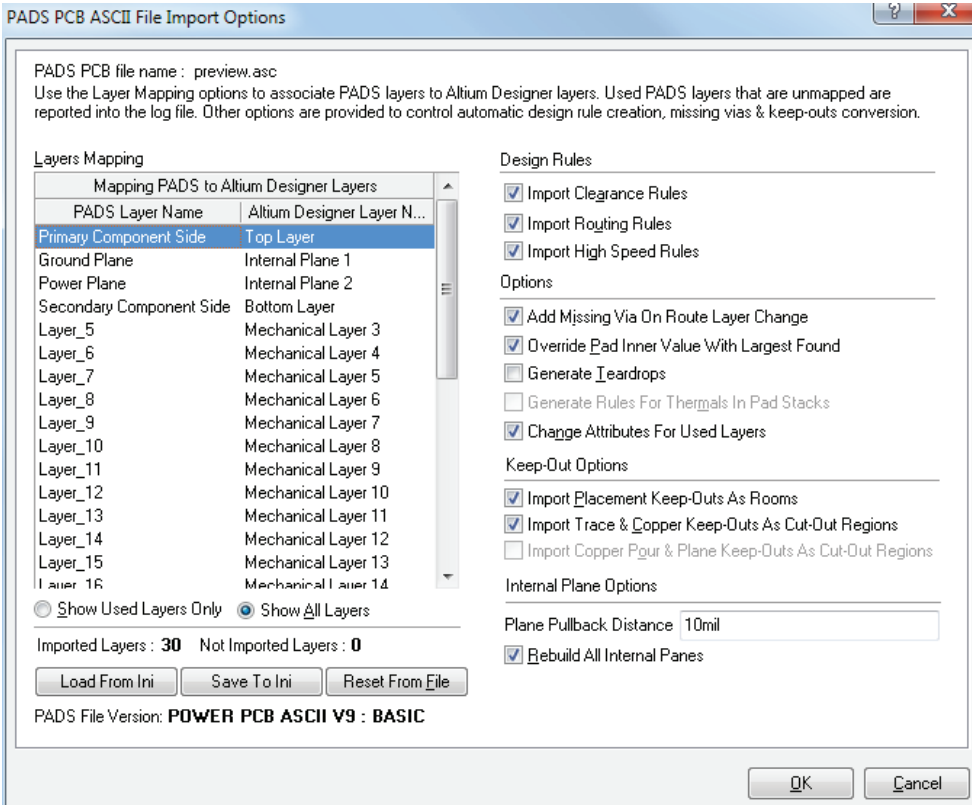 PADS PCB ASCII File Import Options
? X
PADS PCB file name : preview.asc
Use the Layer Mapping options to associate PADS layers to Altium Designer layers. Used PADS layers that are unmapped are
reported into the log file. Other options are provided to control automatic design rule creation, missing vias & keep-outs conversion.
Layers Mapping
Mapping PADS to Altium Designer Layers
PADS Layer Name Altium Designer Layer N...
Primary Component Side Top Layer
Ground Plane Internal Plane 1
Power Plane Internal Plane 2
Secondary Component Side Bottom Layer
Layer_5 Mechanical Layer 3
Layer_6 Mechanical Layer 4
Layer_7 Mechanical Layer 5
Layer_8 Mechanical Layer 6
Layer_9 Mechanical Layer 7
Layer_10 Mechanical Layer 8
Layer_11 Mechanical Layer 9
Layer_12 Mechanical Layer 10
Layer_13 Mechanical Layer 11
Layer_14 Mechanical Layer 12
Layer_15 Mechanical Layer 13
Layer_16 Mechanical Layer 14
Show Used Layers Only Show All Layers
Imported Layers : 30 Not Imported Layers : 0
Load From Ini Save To Ini Reset From File
PADS File Version: POWER PCB ASCII V9 : BASIC
Design Rules
Import Clearance Rules
Import Routing Rules
Import High Speed Rules
Options
Add Missing Via On Route Layer Change
Override Pad Inner Value With Largest Found
Generate Teardrops
Generate Rules For Thermals In Pad Stacks
Change Attributes For Used Layers
Keep-Out Options
Import Placement Keep-Outs As Rooms
Import Trace & Copper Keep-Outs As Cut-Out Regions
Import Copper Pour & Plane Keep-Outs As Cut-Out Regions
Internal Plane Options
Plane Pullback Distance 10mil
Rebuild All Internal Panes
OK Cancel